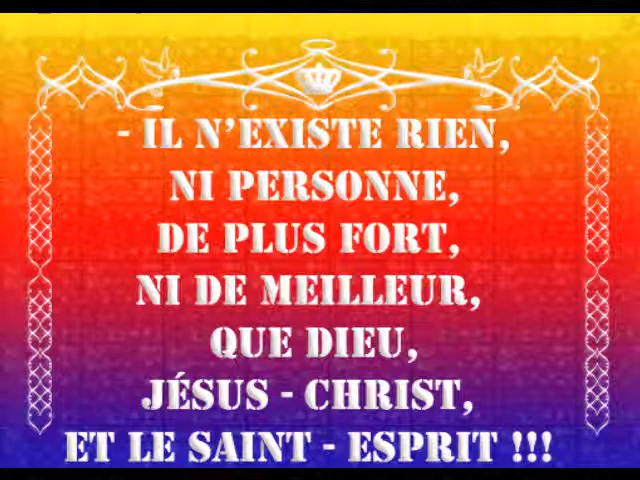 - IL N'EXISTE RIEN,
NI PERSONNE,
DE PLUS FORT,
NI DE MEILLEUR,
QUE DIEU,
JÉSUS - CHRIST,
ET LE SAINT - ESPRIT !!!